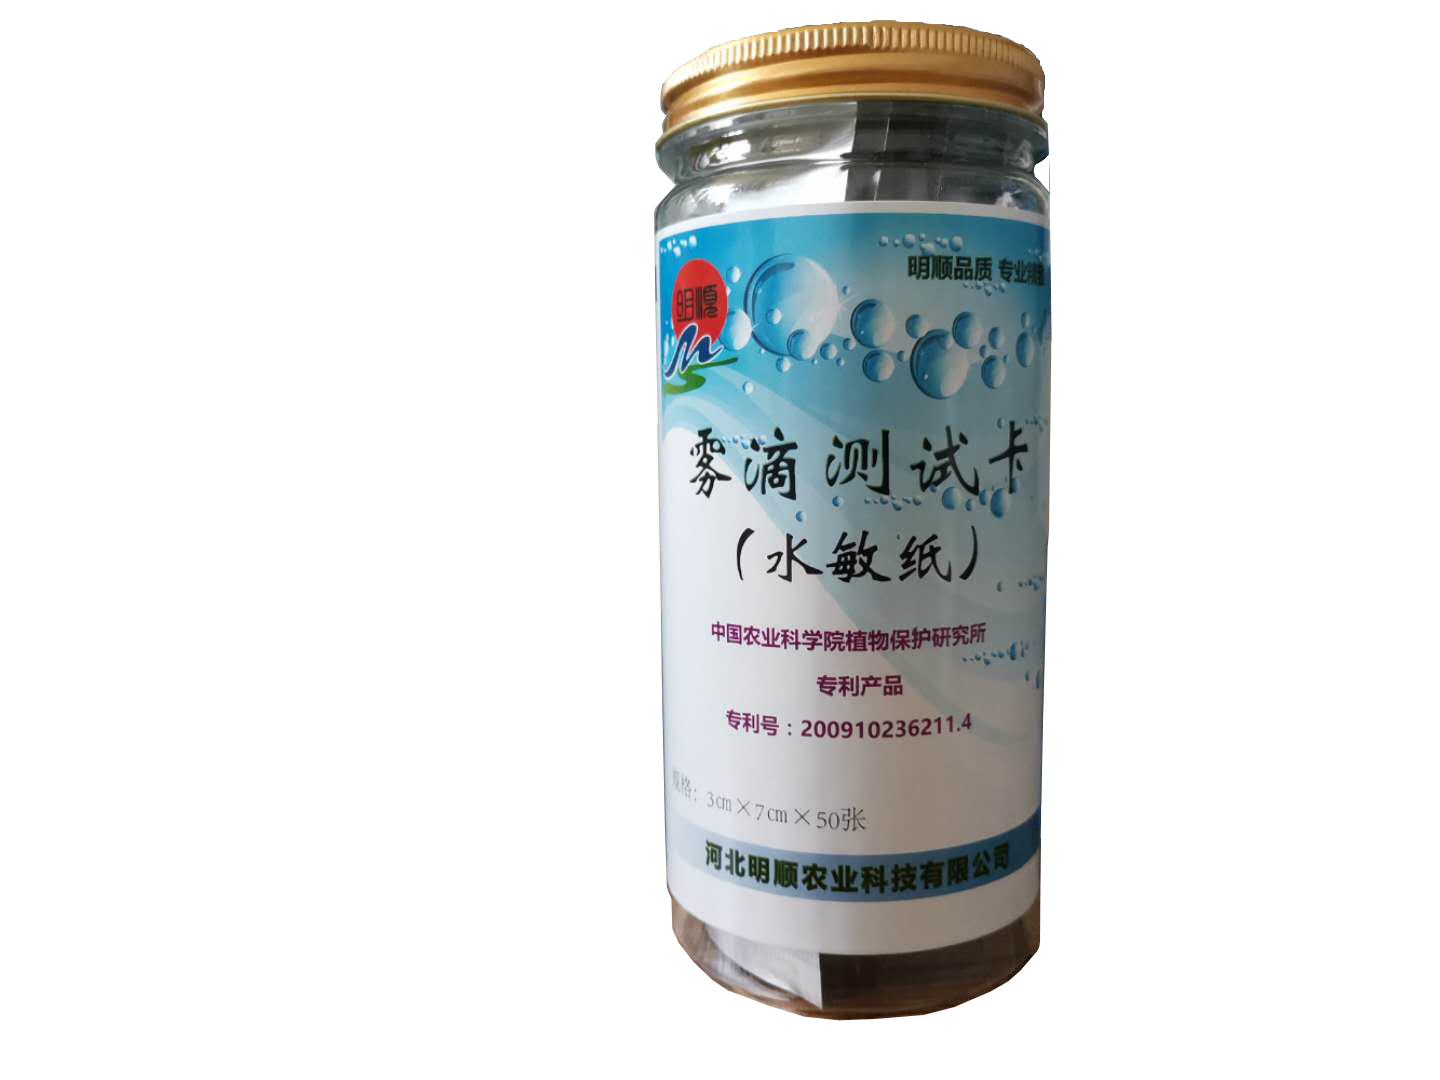 明顺品质 专业
明顺
雾滴测试卡
（水敏纸）
中国农业科学院植物保护研究所
专利产品
专利号：200910236211.4
规格：3㎝×7㎝×50张
河北明顺农业科技有限公司